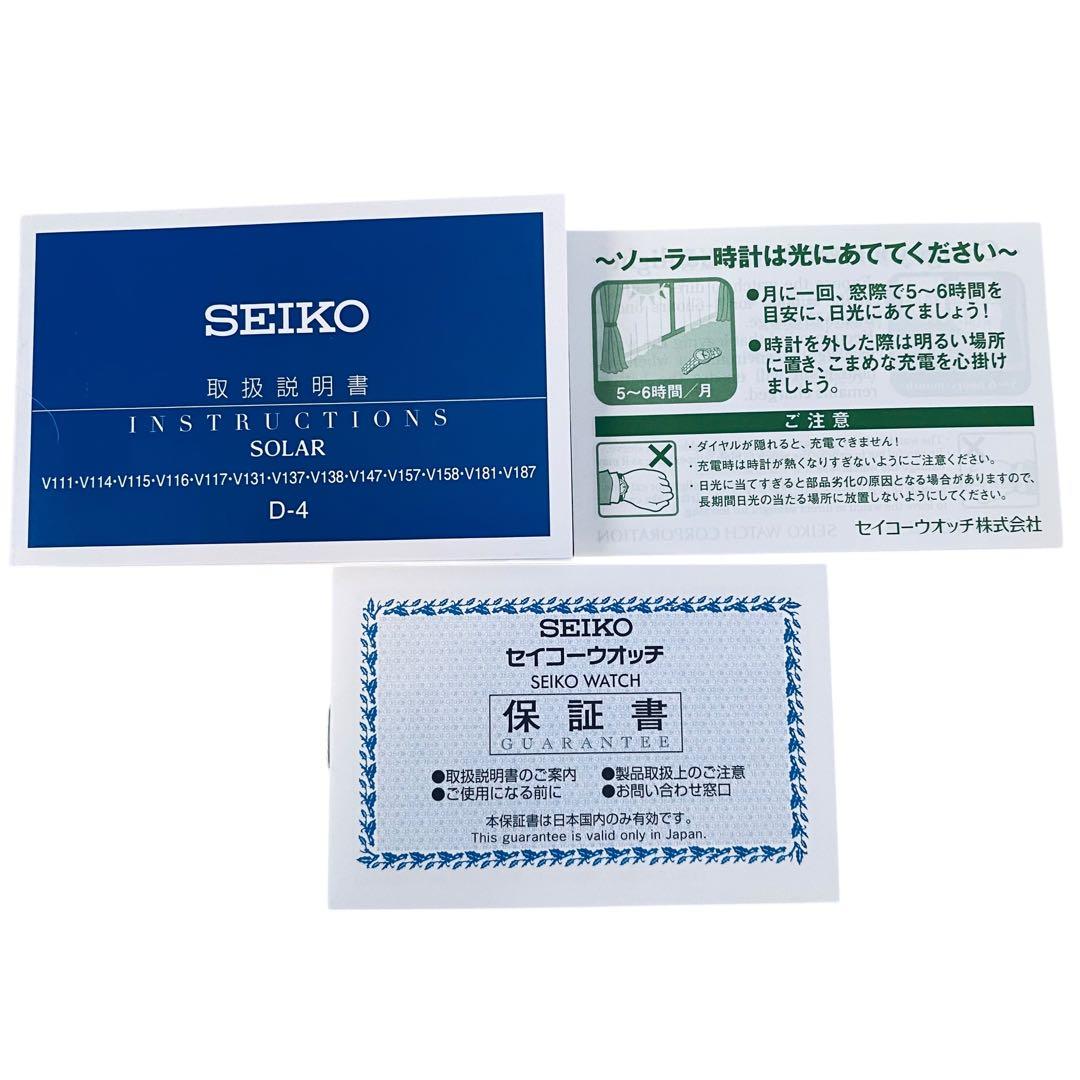 SEIKO
取扱説明書
INSTRUCTIONS
SOLAR
V111・V114・V115・V116・V117・V131・V137・V138・V147・V157・V158・V181・V187
D-4
～ソーラー時計は光にあててください～
●月に一回、窓際で5～6時間を
目安に、日光にあてましょう!
●時計を外した際は明るい場所
に置き、こまめな充電を心掛け
ましょう。
5～6時間／月
ご注意
・ダイヤルが隠れると、充電できません!
・充電時は時計が熱くなりすぎないようにご注意ください。
・日光に当てすぎると部品劣化の原因となる場合がありますので、
長期間日光の当たる場所に放置しないようにしてください。
セイコーウオッチ株式会社
SEIKO WATCH CORPORATION
SEIKO
セイコーウオッチ
SEIKO WATCH
保証書
GUARANTEE
●取扱説明書のご案内 ●製品取扱上のご注意
●ご使用になる前に ●お問い合わせ窓口
本保証書は日本国内のみ有効です。
This guarantee is valid only in Japan.